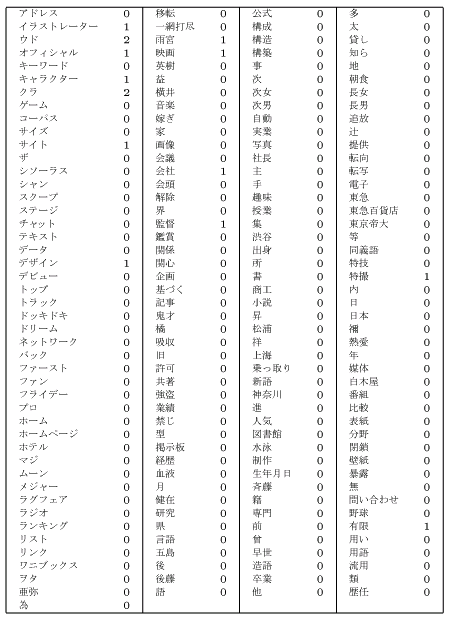 アドレス 0 移転 0 公式 0 多 0
イラストレーター 1 一網打尽 0 構成 0 太 0
ウド 2 雨宮 1 構造 0 貸し 0
オフィシャル 1 映画 1 構築 0 知ら 0
キーワード 0 英樹 0 事 0 地 0
キャラクター 1 益 0 次 0 朝食 0
クラ 2 横井 0 次女 0 長女 0
ゲーム 0 音楽 0 次男 0 長男 0
コーパス 0 嫁ぎ 0 自動 0 追放 0
サイズ 0 家 0 実業 0 辻 0
サイト 1 画像 0 写真 0 提供 0
ザ 0 会議 0 社長 0 転向 0
シソーラス 0 会社 1 主 0 転写 0
シャン 0 会頭 0 手 0 電子 0
スクープ 0 解除 0 趣味 0 東急 0
ステージ 0 界 0 授業 0 東急百貨店 0
チャット 0 監督 1 集 0 東京帝大 0
テキスト 0 鑑賞 0 渋谷 0 等 0
データ 0 関係 0 出身 0 同義語 0
デザイン 1 関心 0 所 0 特技 0
デビュー 0 企画 0 書 0 特撮 1
トップ 0 基づく 0 商工 0 内 0
トラック 0 記事 0 小説 0 日 0
ドッキドキ 0 鬼才 0 昇 0 日本 0
ドリーム 0 橘 0 松浦 0 禰 0
ネットワーク 0 吸収 0 祥 0 熱愛 0
バック 0 旧 0 上海 0 年 0
ファースト 0 許可 0 乗っ取り 0 媒体 0
ファン 0 共著 0 新語 0 白木屋 0
フライデー 0 強盗 0 神奈川 0 番組 0
プロ 0 業績 0 進 0 比較 0
ホーム 0 禁じ 0 人気 0 表紙 0
ホームページ 0 型 0 図書館 0 分野 0
ホテル 0 掲示板 0 水泳 0 閉鎖 0
マジ 0 経歴 0 制作 0 壁紙 0
ムーン 0 血液 0 生年月日 0 暴露 0
メジャー 0 月 0 斉藤 0 無 0
ラグフェア 0 健在 0 籍 0 問い合わせ 0
ラジオ 0 研究 0 専門 0 野球 0
ランキング 0 県 0 前 0 有限 1
リスト 0 言語 0 曾 0 用い 0
リンク 0 五島 0 早世 0 用語 0
ワニブックス 0 後 0 造語 0 流用 0
ヲタ 0 後藤 0 卒業 0 類 0
亜弥 0 語 0 他 0 歴任 0
為 0